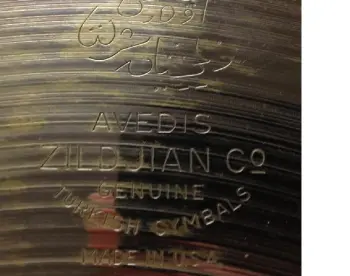 AVEDIS
ZILDJIAN Co
GENUINE
TURKISH CYMBALS
MADE IN U.S.A.